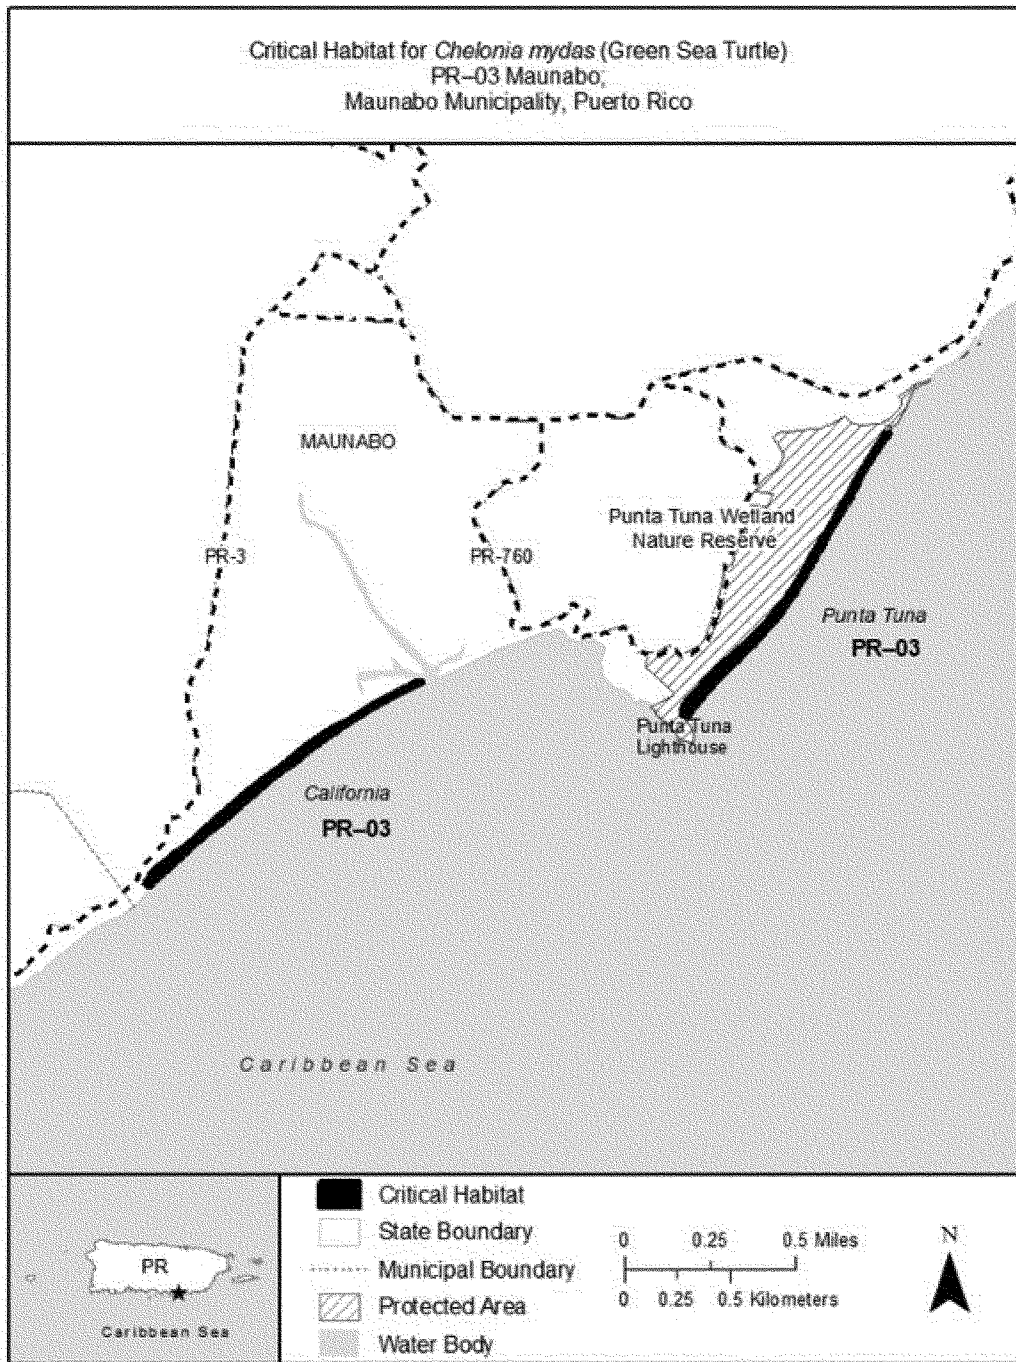 Critical Habitat for Chelonia mydas (Green Sea Turtle)
PR–03 Maunabo;
Maunabo Municipality, Puerto Rico
MAUNABO
Punta Tuna Wetland
Nature Reserve
PR-3
PR-760
Punta Tuna
PR–03
Punta Tuna
Lighthouse
California
PR–03
Caribbean Sea
PR
Caribbean Sea
Critical Habitat
State Boundary
Municipal Boundary
Protected Area
Water Body
0 0.25 0.5 Miles
0 0.25 0.5 Kilometers
N